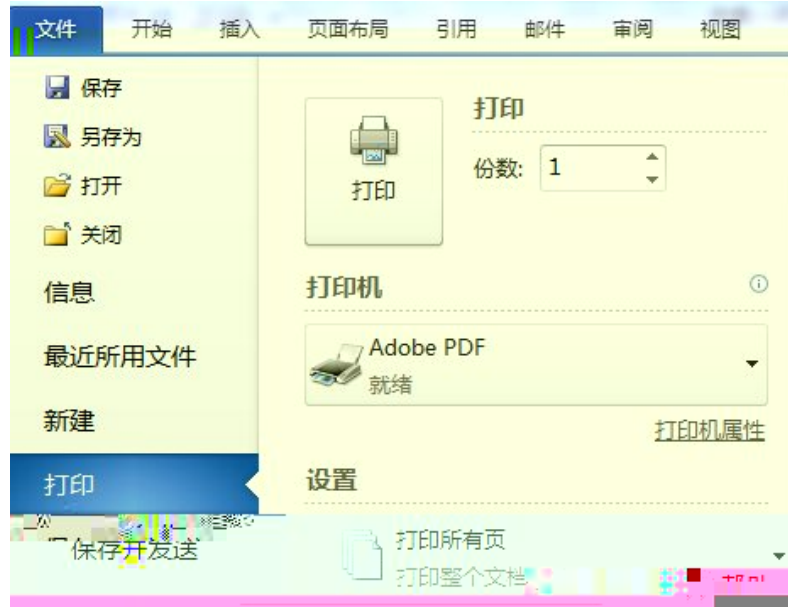 文件 开始 插入 页面布局 引用 邮件 审阅 视图
保存
另存为
打开
关闭
信息
最近所用文件
新建
打印
保存并发送
打印
打印
份数: 1
打印机
Adobe PDF
就绪
打印机属性
设置
打印所有页
打印整个文档